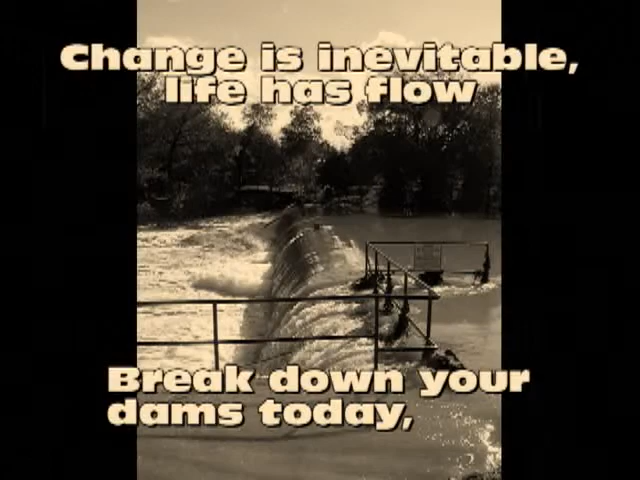 Change is inevitable,
life has flow
Break down your
dams today,